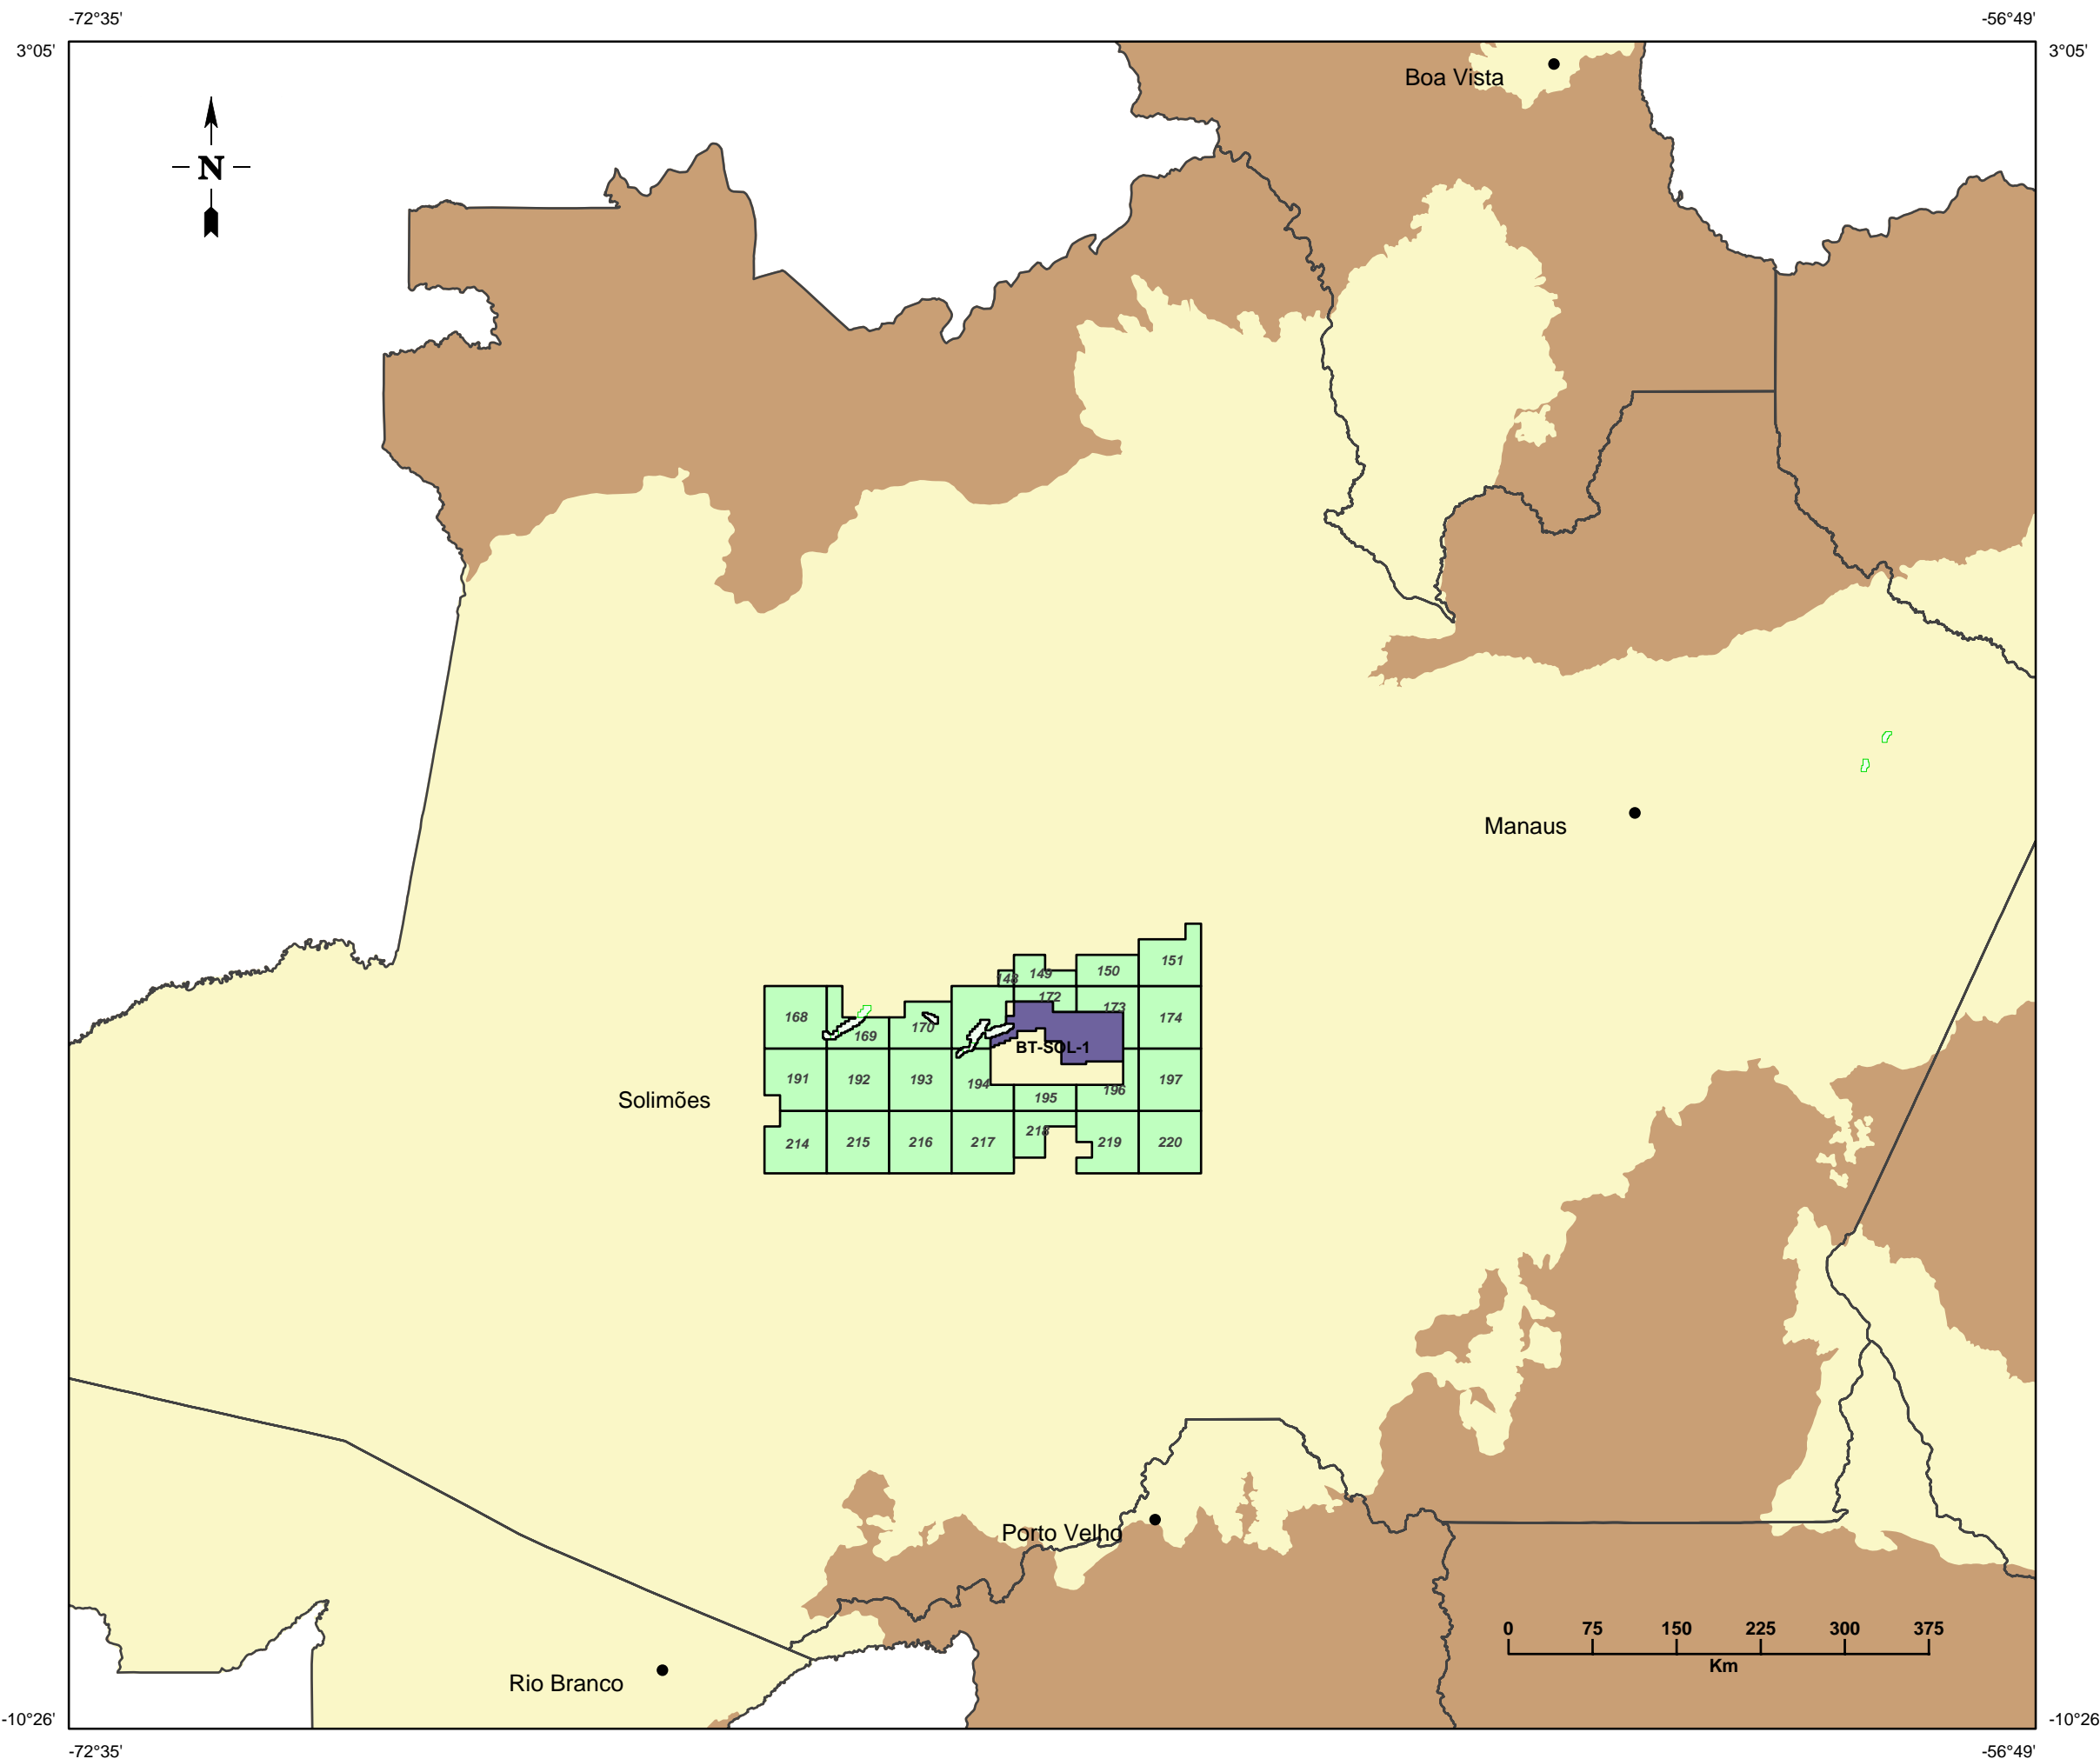 -72°35' -56°49'
3°05' 3°05'
Boa Vista
N
Manaus
151
148 149 150
172
168 169 170 173 174
BT-SOL-1
191 192 193 194 195 196 197
Solimões
214 215 216 217 218 219 220
Porto Velho
0 75 150 225 300 375
Km
Rio Branco
-10°26' -10°26
-72°35' -56°49'